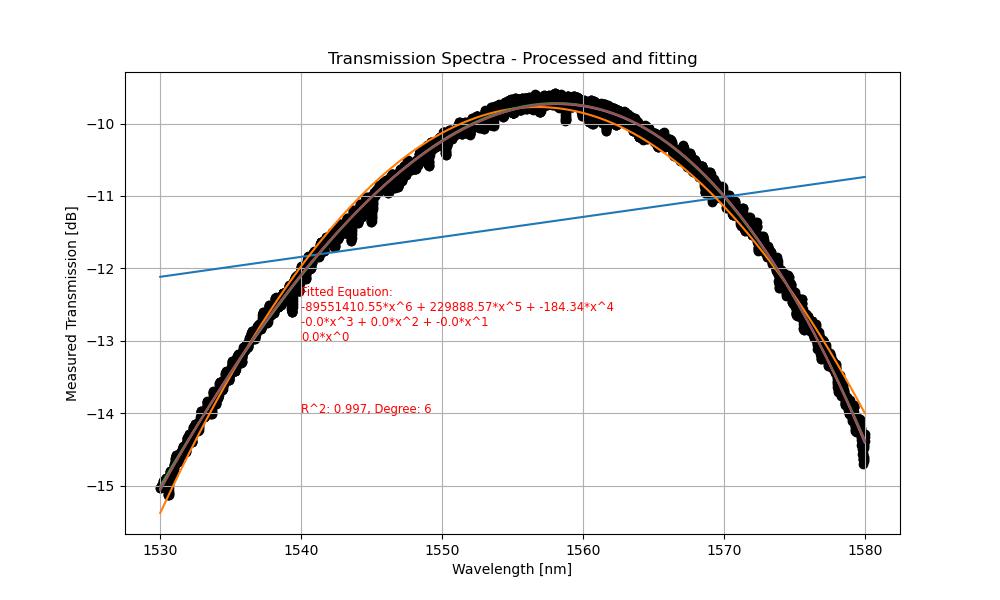 Transmission Spectra - Processed and fitting
Measured Transmission [dB]
−10
−11
−12
−13
−14
−15
Fitted Equation:
-89551410.55*x^6 + 229888.57*x^5 + -184.34*x^4
-0.0*x^3 + 0.0*x^2 + -0.0*x^1
0.0*x^0
R^2: 0.997, Degree: 6
1530 1540 1550 1560 1570 1580
Wavelength [nm]